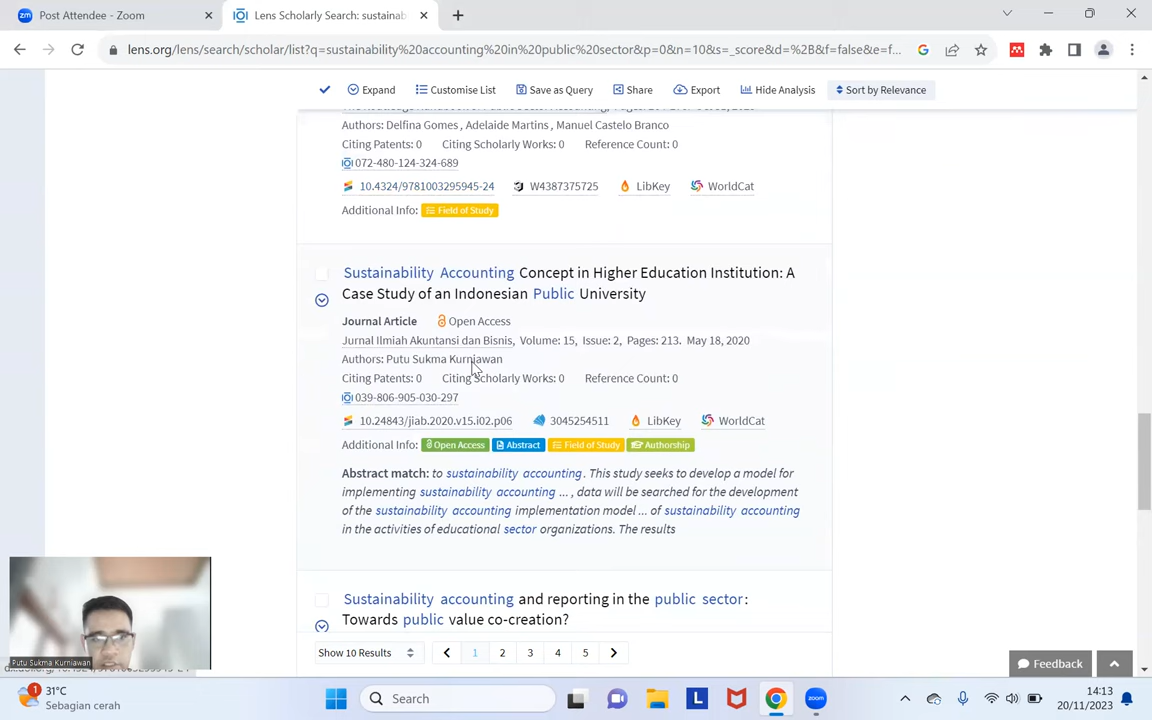 Post Attendee - Zoom
Lens Scholarly Search: sustainab
lens.org/lens/search/scholar/list?q=sustainability%20accounting%20in%20public%20sector&p=0&n=10&s=_score&d=%2B&f=false&e=f...
Expand Customise List Save as Query Share Export Hide Analysis Sort by Relevance
Authors: Delfina Gomes , Adelaide Martins , Manuel Castelo Branco
Citing Patents: 0 Citing Scholarly Works: 0 Reference Count: 0
072-480-124-324-689
10.4324/9781003295945-24 W4387375725 LibKey WorldCat
Additional Info: Field of Study
Sustainability Accounting Concept in Higher Education Institution: A
Case Study of an Indonesian Public University
Journal Article Open Access
Jurnal Ilmiah Akuntansi dan Bisnis, Volume: 15, Issue: 2, Pages: 213. May 18, 2020
Authors: Putu Sukma Kurniawan
Citing Patents: 0 Citing Scholarly Works: 0 Reference Count: 0
039-806-905-030-297
10.24843/jiab.2020.v15.i02.p06 3045254511 LibKey WorldCat
Additional Info: Open Access Abstract Field of Study Authorship
Abstract match: to sustainability accounting. This study seeks to develop a model for
implementing sustainability accounting ... , data will be searched for the development
of the sustainability accounting implementation model ... of sustainability accounting
in the activities of educational sector organizations. The results
Sustainability accounting and reporting in the public sector:
Towards public value co-creation?
Show 10 Results 1 2 3 4 5
Feedback
Putu Sukma Kurniawan
1
31°C
Sebagian cerah
Search
14:13
20/11/2023